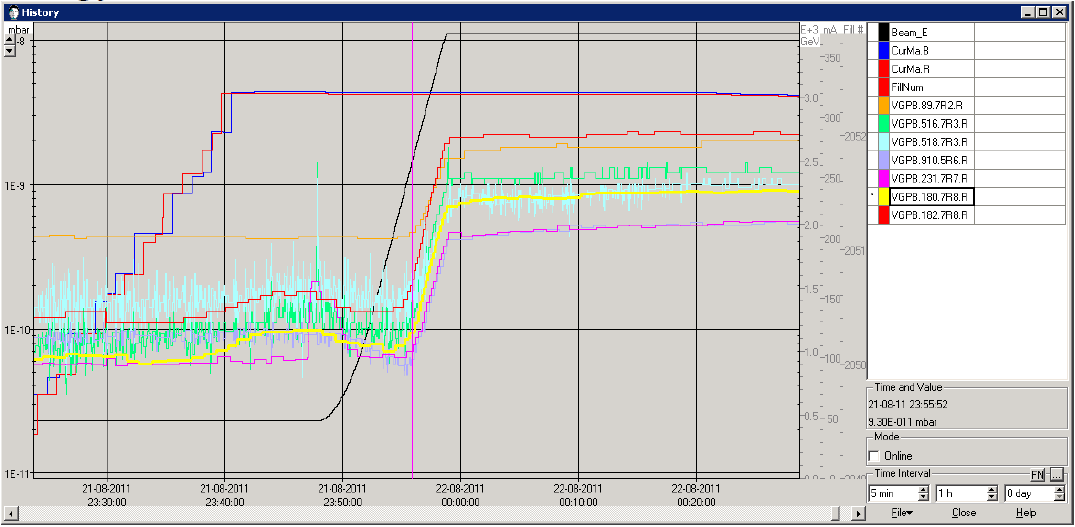 History
mbar
E-8
1E-9
1E-10
1E-11
21-08-2011
23:30:00
21-08-2011
23:40:00
21-08-2011
23:50:00
22-08-2011
00:00:00
22-08-2011
00:10:00
22-08-2011
00:20:00
E+3 mA Fill #
GeV
350
3.0
300
2052
2.5
250
2.0
200
2051
1.5
150
1.0
100
2050
0.5
50
Beam_E
CurMa.B
CurMa.R
FillNum
VGPB.89.7R2.R
VGPB.516.7R3.R
VGPB.518.7R3.R
VGPB.910.5R6.R
VGPB.231.7R7.R
VGPB.180.7R8.R
VGPB.182.7R8.R
Time and Value
21-08-11 23:55:52
9.30E-011 mbar
Mode
Online
Time Interval
FN
...
5 min
1 h
0 day
File
Close
Help